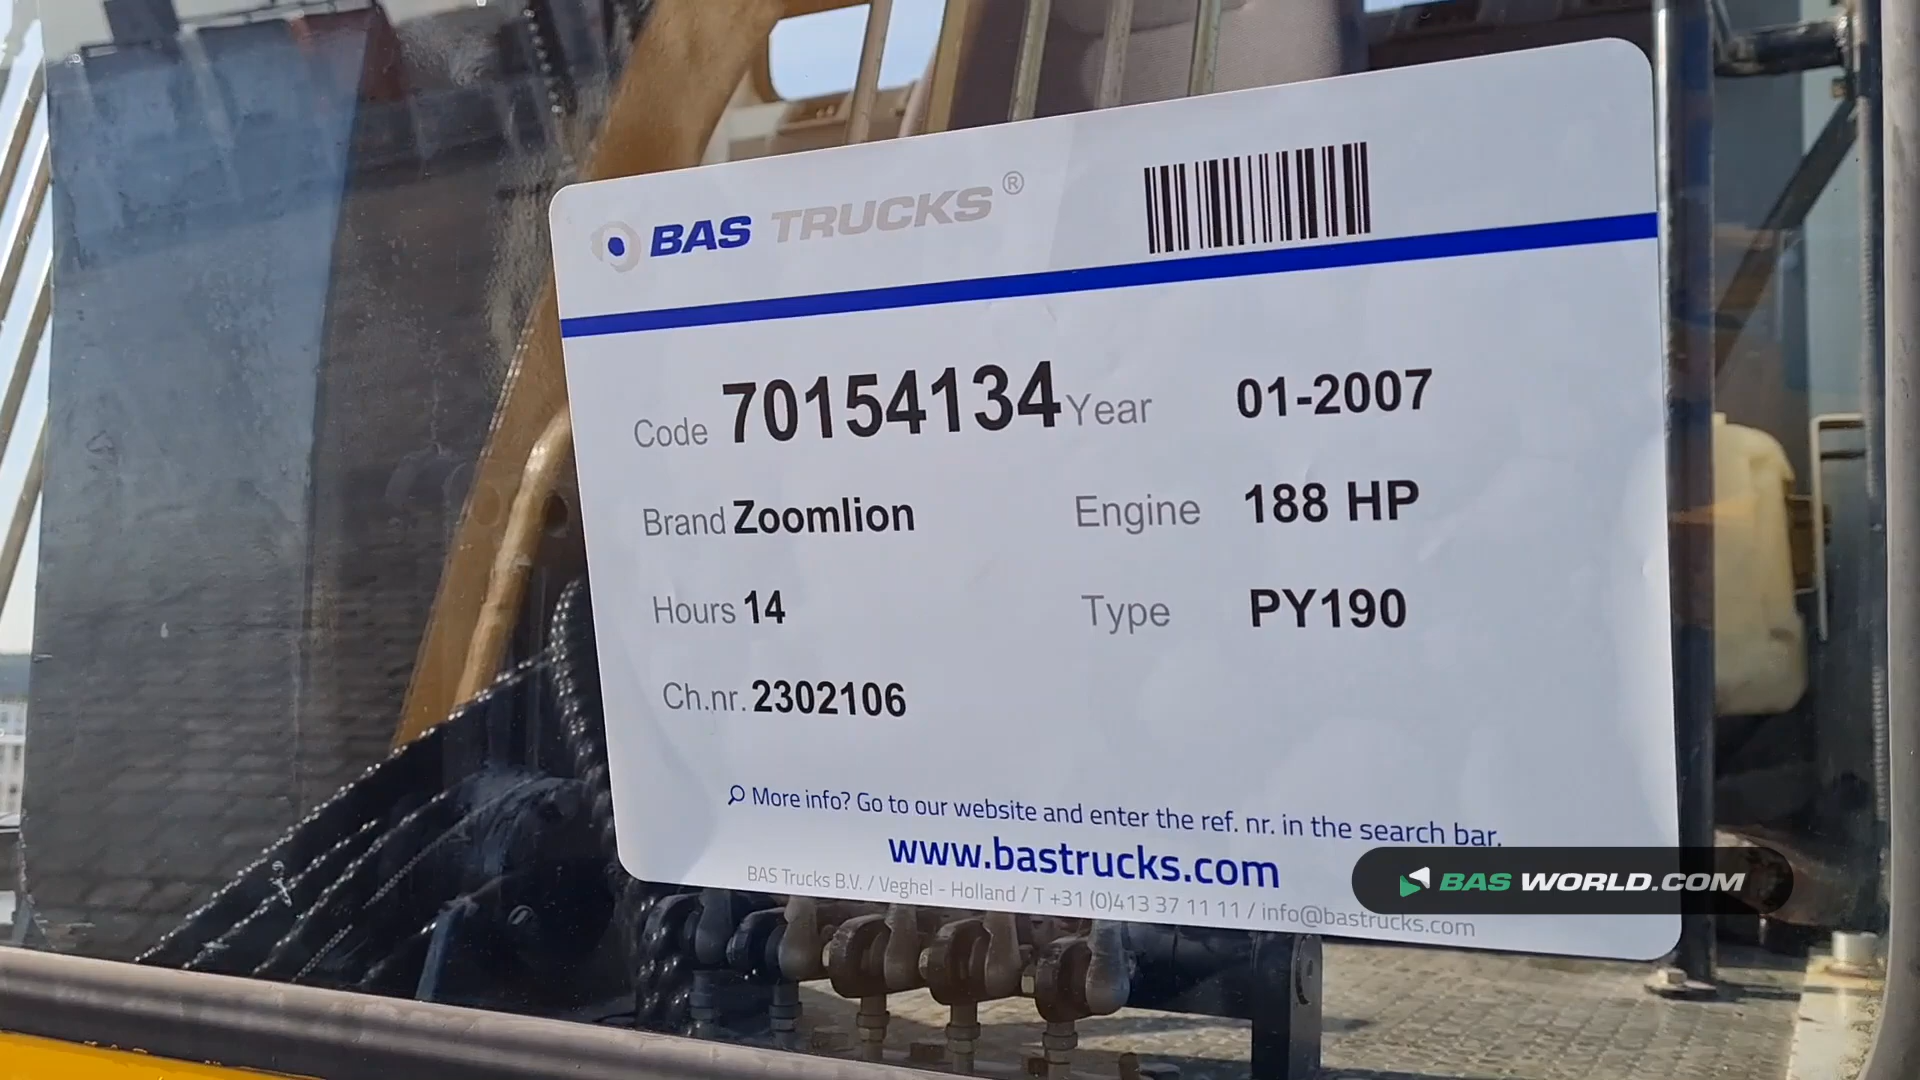 BAS TRUCKS®
Code 70154134 Year 01-2007
Brand Zoomlion Engine 188 HP
Hours 14 Type PY190
Ch.nr. 2302106
More info? Go to our website and enter the ref. nr. in the search bar.
www.bastrucks.com
BAS Trucks B.V. / Veghel - Holland / T +31 (0)413 37 11 11 / info@bastrucks.com
BAS WORLD.COM